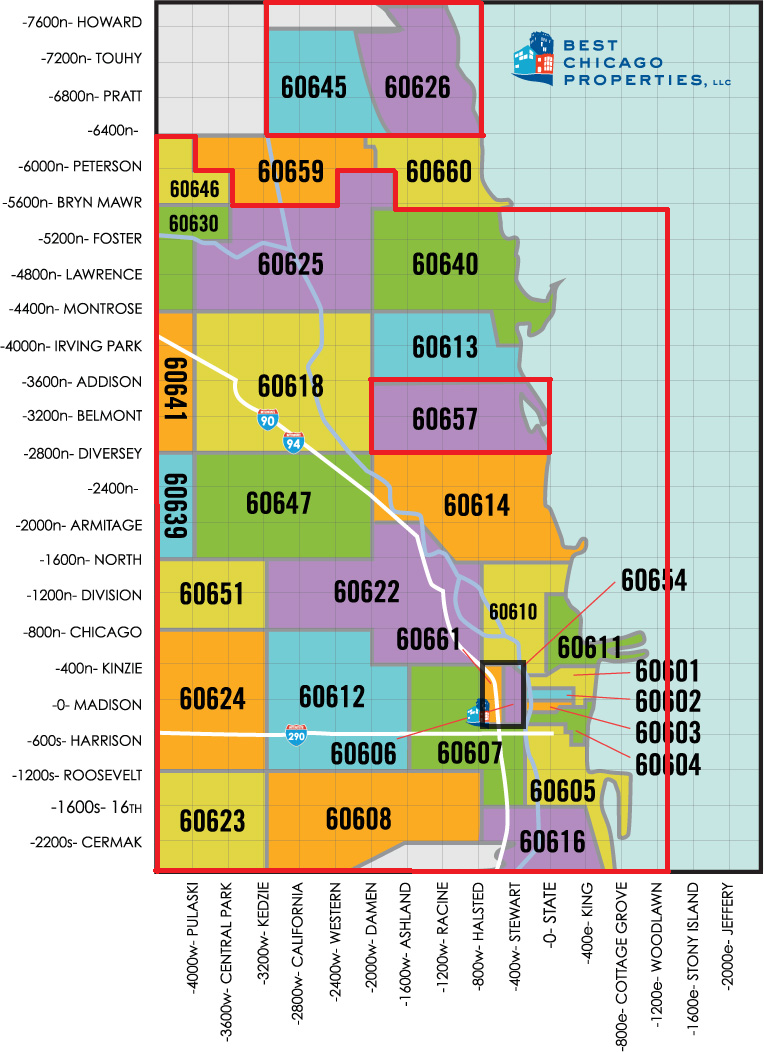 -7600n- HOWARD
BEST
CHICAGO
PROPERTIES, LLC
-7200n- TOUHY
60645
60626
-6800n- PRATT
-6400n-
-6000n- PETERSON
60659
60660
60646
-5600n- BRYN MAWR
60630
-5200n- FOSTER
60625
60640
-4800n- LAWRENCE
-4400n- MONTROSE
-4000n- IRVING PARK
60613
-3600n- ADDISON
60641
60618
-3200n- BELMONT
60657
90
94
-2800n- DIVERSEY
-2400n-
60639
60647
60614
-2000n- ARMITAGE
-1600n- NORTH
60654
-1200n- DIVISION
60651
60622
60610
-800n- CHICAGO
60661
60611
-400n- KINZIE
60601
60624
60612
60602
-0- MADISON
60603
-600s- HARRISON
290
60606
60607
60604
-1200s- ROOSEVELT
60605
-1600s- 16TH
60623
60608
60616
-2200s- CERMAK
-4000w- PULASKI
-3600w- CENTRAL PARK
-3200w- KEDZIE
-2800w- CALIFORNIA
-2400w- WESTERN
-2000w- DAMEN
-1600w- ASHLAND
-1200w- RACINE
-800w- HALSTED
-400w- STEWART
-0- STATE
-400e- KING
-800e- COTTAGE GROVE
-1200e- WOODLAWN
-1600e- STONY ISLAND
-2000e- JEFFERY